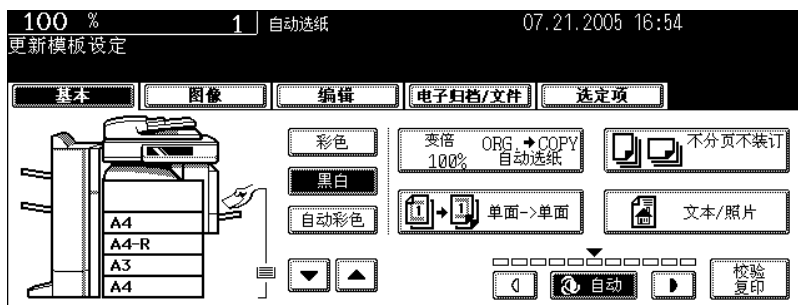 100 % 1 自动选纸 07.21.2005 16:54
更新模板设定
基本 图像 编辑 电子归档/文件 选定项
彩色
黑白
自动彩色
变倍 ORG.→COPY
100% 自动选纸
不分页不装订
1→1 单面->单面
文本/照片
A4
A4-R
A3
A4
自动
校验
复印